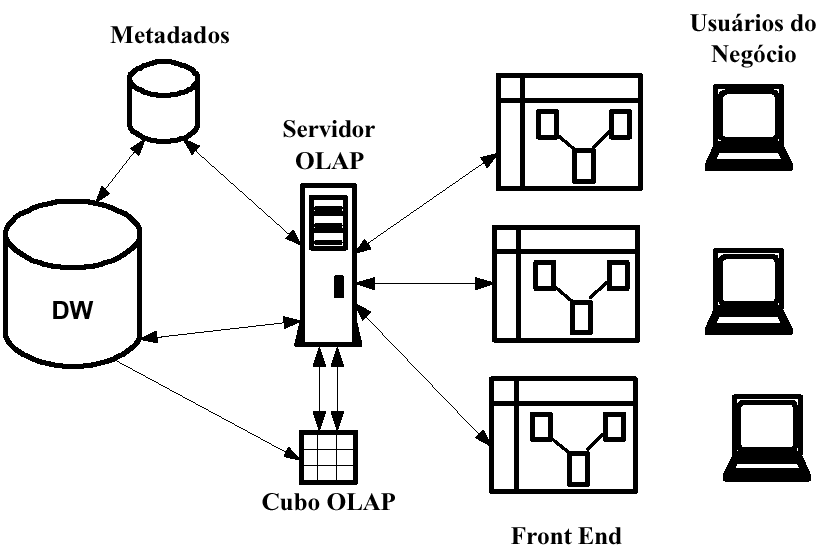 Metadados
Usuários do
Negócio
Servidor
OLAP
DW
Cubo OLAP
Front End